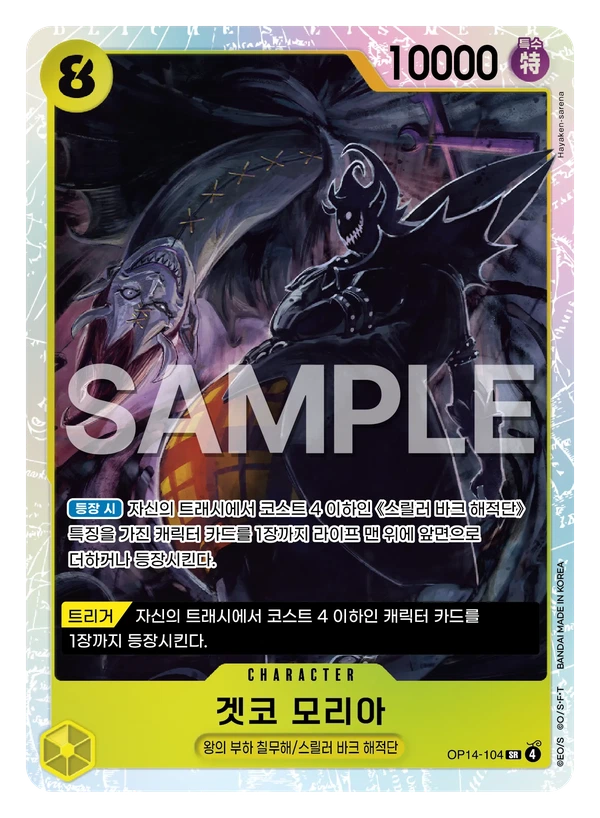 BLETCHLIEST SUMMER
8
10000
특수
特
Hayaken-sarena
SAMPLE
등장 시 자신의 트래시에서 코스트 4 이하인 《스릴러 바크 해적단》
특징을 가진 캐릭터 카드를 1장까지 라이프 맨 위에 앞면으로
더하거나 등장시킨다.
트리거 자신의 트래시에서 코스트 4 이하인 캐릭터 카드를
1장까지 등장시킨다.
CHARACTER
겟코 모리아
왕의 부하 칠무해/스릴러 바크 해적단
OP14-104 SR 4
©EO/S ©O/S·F·T BANDAI MADE IN KOREA